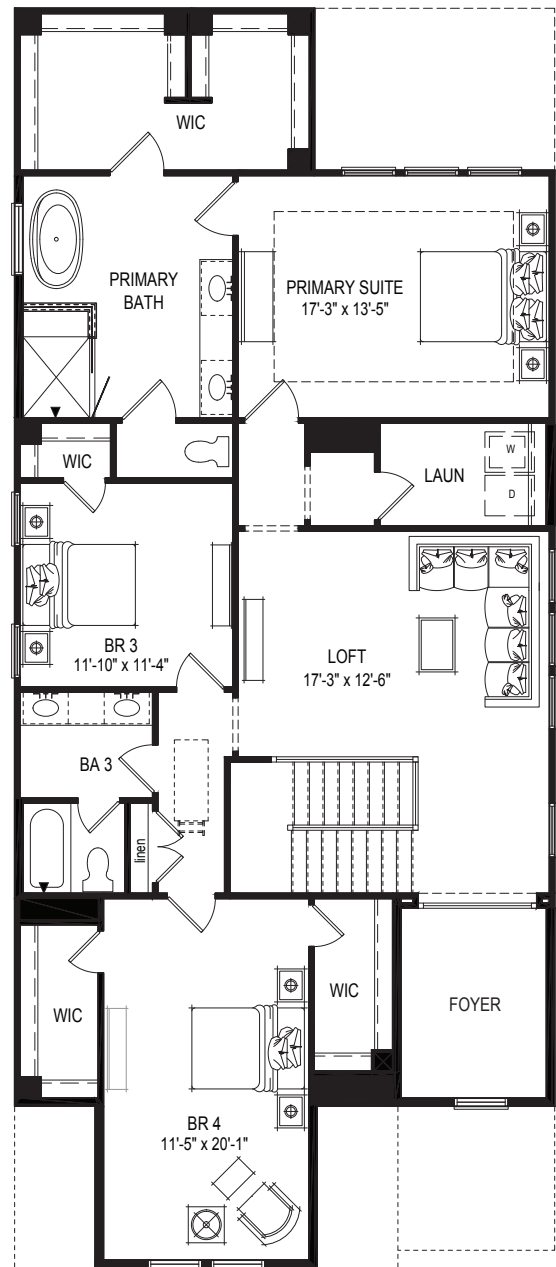 WIC
PRIMARY
BATH
PRIMARY SUITE
17'-3" x 13'-5"
WIC
LAUN
W
D
BR 3
11'-10" x 11'-4"
LOFT
17'-3" x 12'-6"
BA 3
linen
WIC
WIC
FOYER
BR 4
11'-5" x 20'-1"